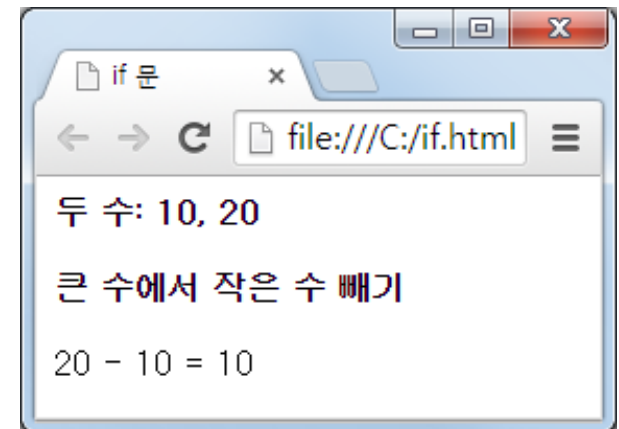 if 문
file:///C:/if.html
두 수: 10, 20
큰 수에서 작은 수 빼기
20 - 10 = 10